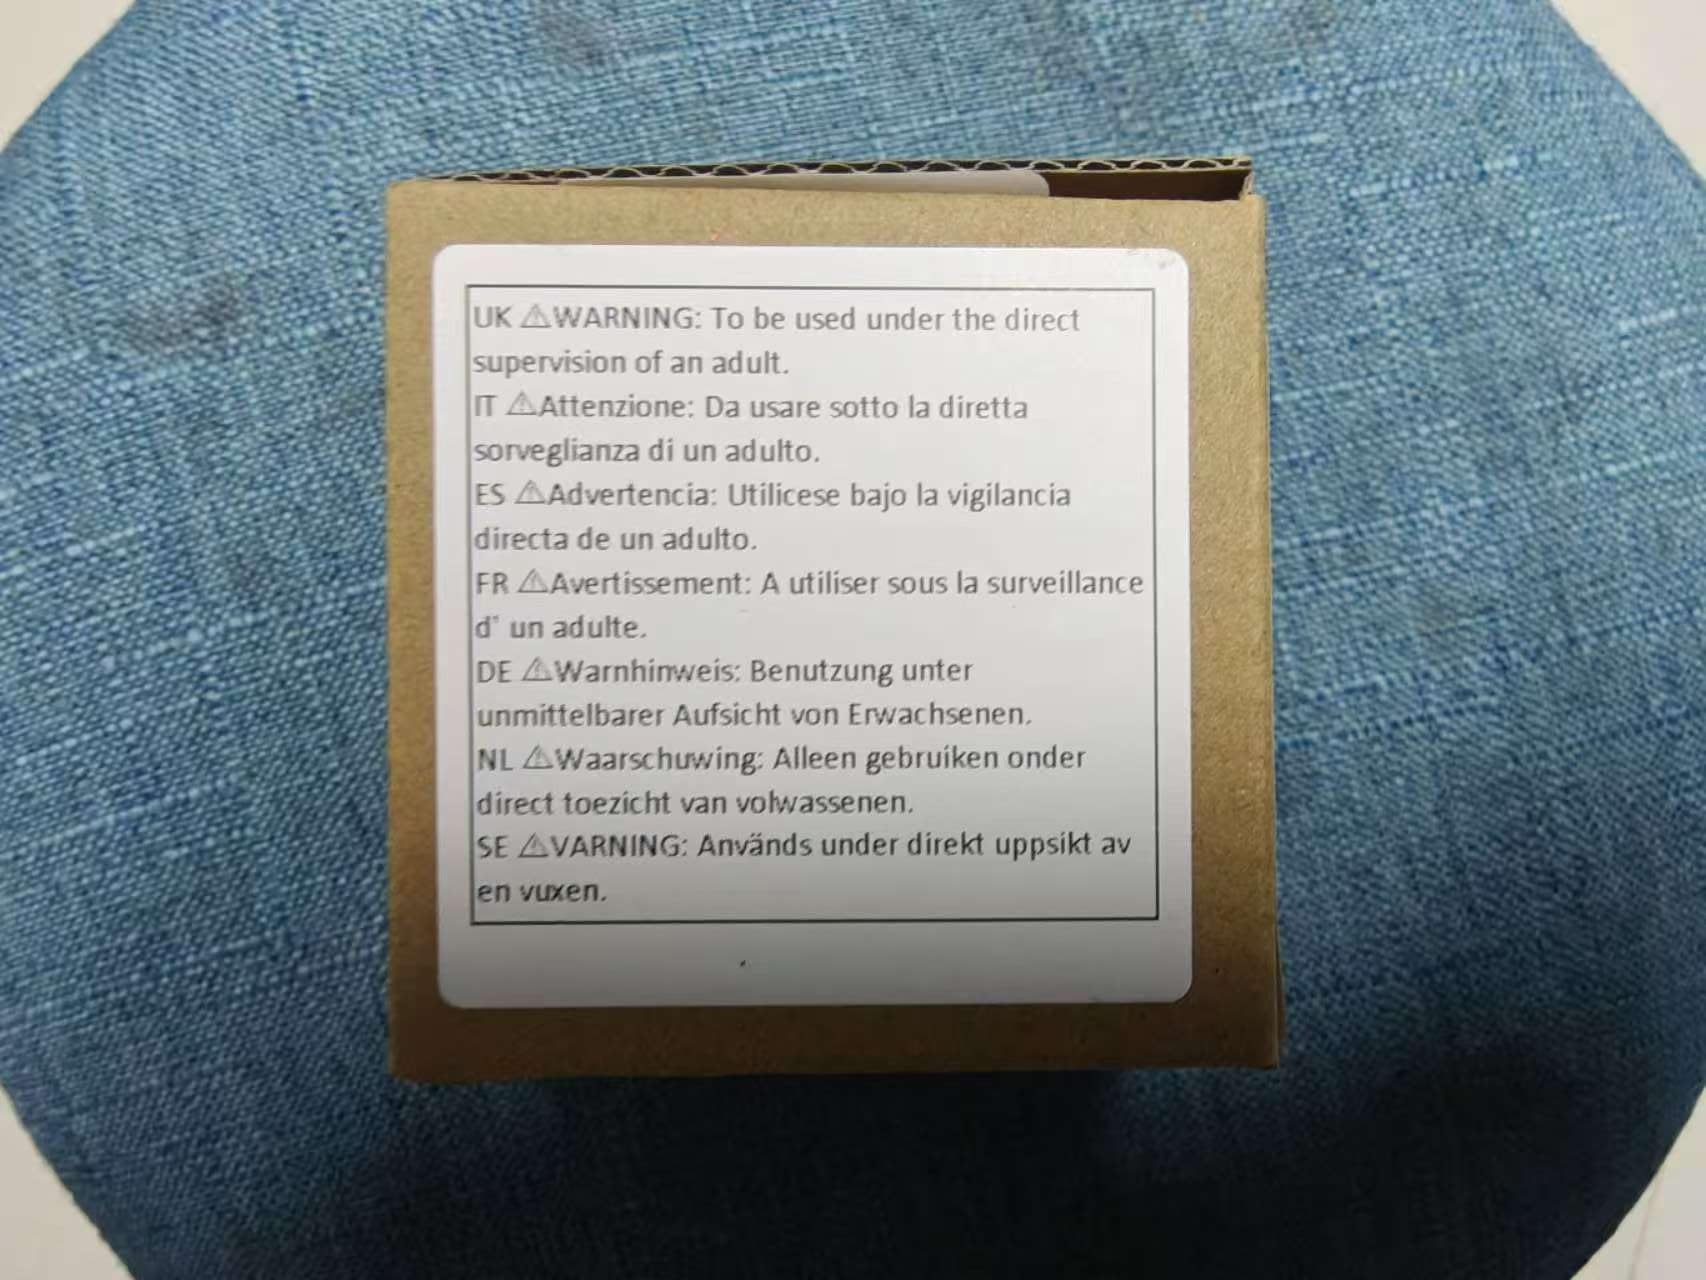 UK ⚠WARNING: To be used under the direct
supervision of an adult.
IT ⚠Attenzione: Da usare sotto la diretta
sorveglianza di un adulto.
ES ⚠Advertencia: Utilicese bajo la vigilancia
directa de un adulto.
FR ⚠Avertissement: A utiliser sous la surveillance
d' un adulte.
DE ⚠Warnhinweis: Benutzung unter
unmittelbarer Aufsicht von Erwachsenen.
NL ⚠Waarschuwing: Alleen gebruiken onder
direct toezicht van volwassenen.
SE ⚠VARNING: Används under direkt uppsikt av
en vuxen.